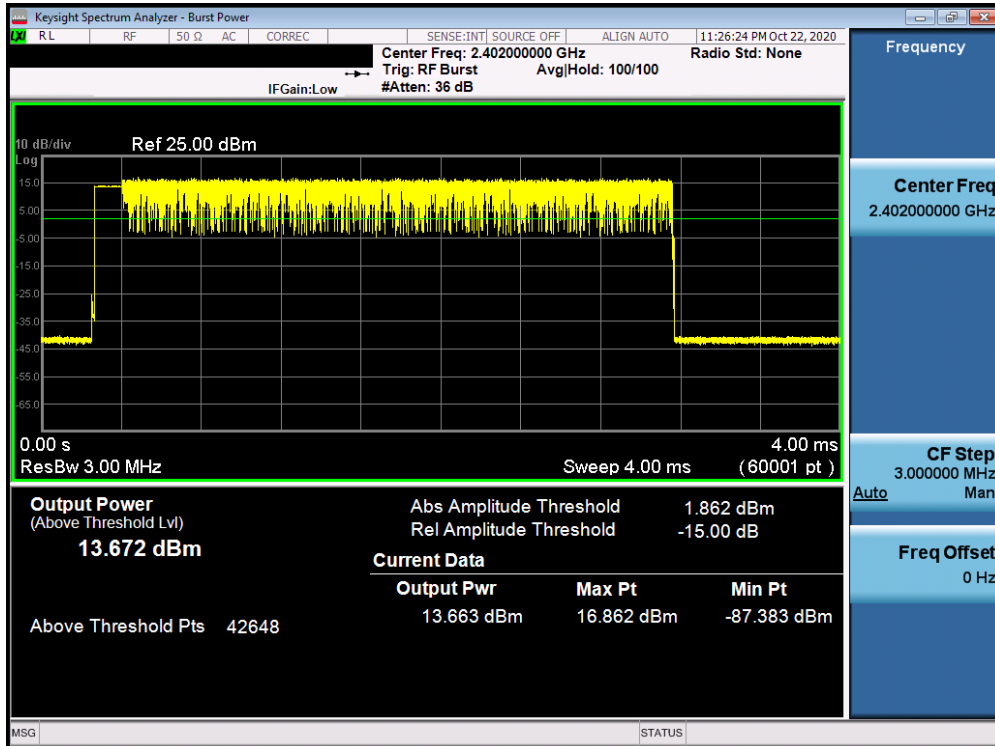 Keysight Spectrum Analyzer - Burst Power
LXI RL RF 50 Ω AC CORREC SENSE:INT SOURCE OFF ALIGN AUTO 11:26:24 PM Oct 22, 2020
Center Freq: 2.402000000 GHz Radio Std: None
Trig: RF Burst Avg|Hold: 100/100
IFGain:Low #Atten: 36 dB
10 dB/div Ref 25.00 dBm
Log
15.0
5.00
-5.00
-15.0
-25.0
-35.0
-45.0
-55.0
-65.0
0.00 s 4.00 ms
ResBw 3.00 MHz Sweep 4.00 ms (60001 pt)
Output Power
(Above Threshold Lvl)
13.672 dBm
Above Threshold Pts 42648
Abs Amplitude Threshold 1.862 dBm
Rel Amplitude Threshold -15.00 dB
Current Data
Output Pwr Max Pt Min Pt
13.663 dBm 16.862 dBm -87.383 dBm
Frequency
Center Freq
2.402000000 GHz
CF Step
3.000000 MHz
Auto Man
Freq Offset
0 Hz
MSG STATUS